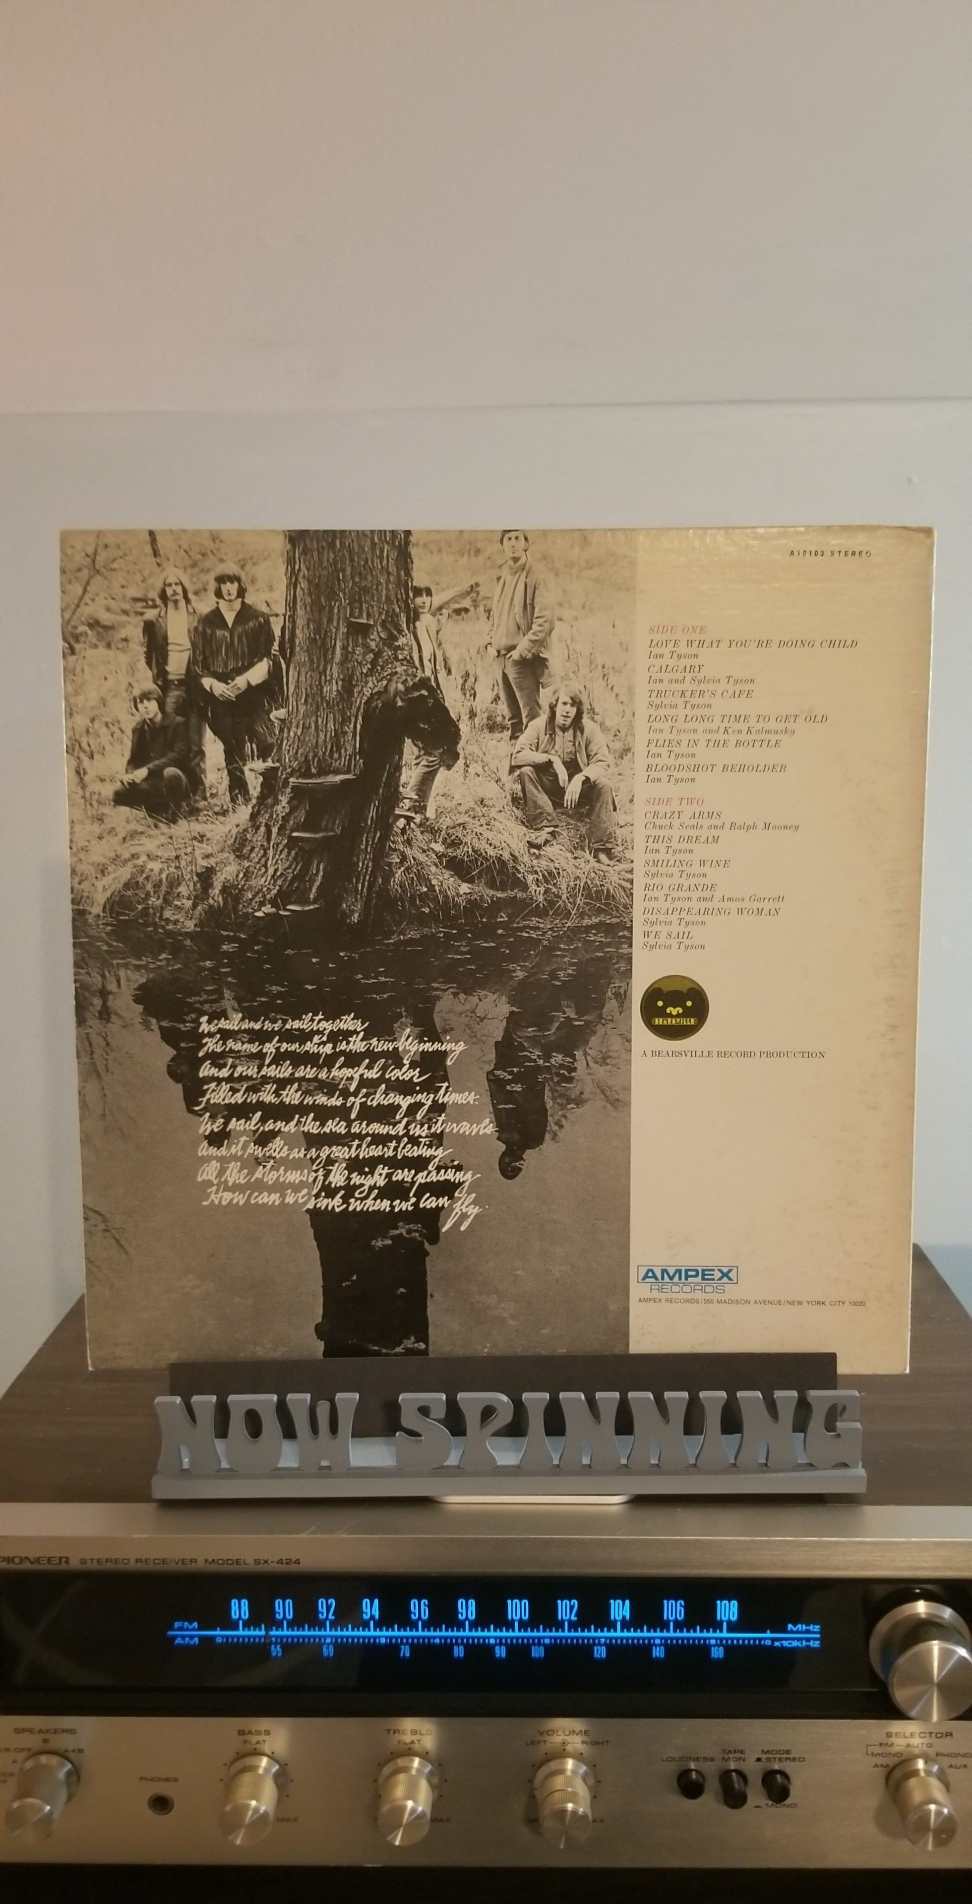 A10103 STEREO
SIDE ONE
LOVE WHAT YOU'RE DOING CHILD
Ian Tyson
CALGARY
Ian and Sylvia Tyson
TRUCKER'S CAFE
Sylvia Tyson
LONG LONG TIME TO GET OLD
Ian Tyson and Ken Kalmusky
FLIES IN THE BOTTLE
Ian Tyson
BLOODSHOT BEHOLDER
Ian Tyson
SIDE TWO
CRAZY ARMS
Chuck Seals and Ralph Mooney
THIS DREAM
Ian Tyson
SMILING WINE
Sylvia Tyson
RIO GRANDE
Ian Tyson and Amos Garrett
DISAPPEARING WOMAN
Sylvia Tyson
WE SAIL
Sylvia Tyson
BEARSVILLE
A BEARSVILLE RECORD PRODUCTION
We sail and we sail together
The name of our ship is the new beginning
And our sails are a hopeful color
Filled with the winds of changing times.
We sail, and the sea around us it waves
And it swells as a great heart beating
All the storms of the night are passing
How can we sink when we can fly.
AMPEX
RECORDS
AMPEX RECORDS/555 MADISON AVENUE/NEW YORK CITY 10022
NOW SPINNING
PIONEER STEREO RECEIVER MODEL SX-424
88 90 92 94 96 98 100 102 104 106 108
FM MHz
AM x10kHz
55 60 70 80 90 100 120 140 160
SPEAKERS
B
A A+B
PHONES
BASS
FLAT
MAX
TREBLE
FLAT
MAX
VOLUME
LEFT RIGHT
LOUDNESS
TAPE MON
MODE
STEREO
MONO
SELECTOR
FM-AUTO
MONO PHONO
AM AUX